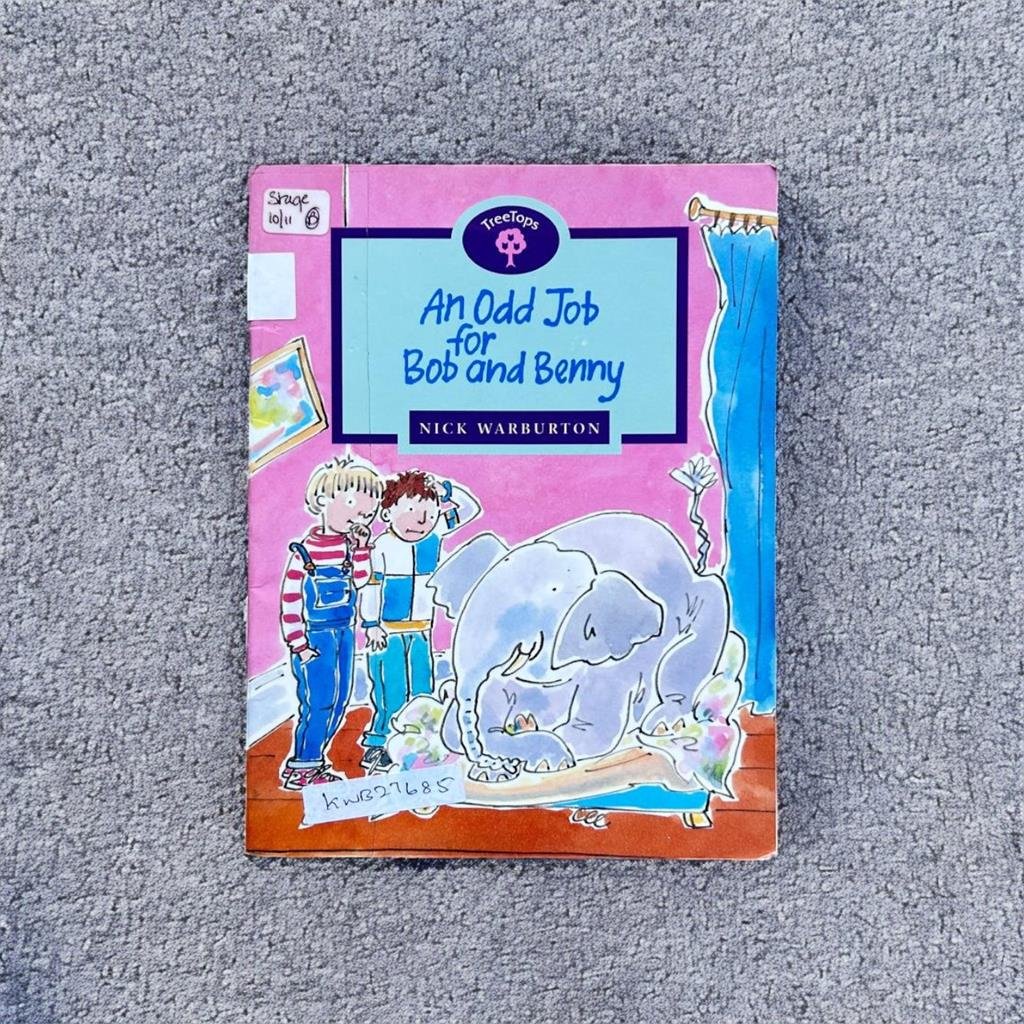 Stage
10/11 B
TreeTops
An Odd Job
for
Bob and Benny
NICK WARBURTON
KWB27685